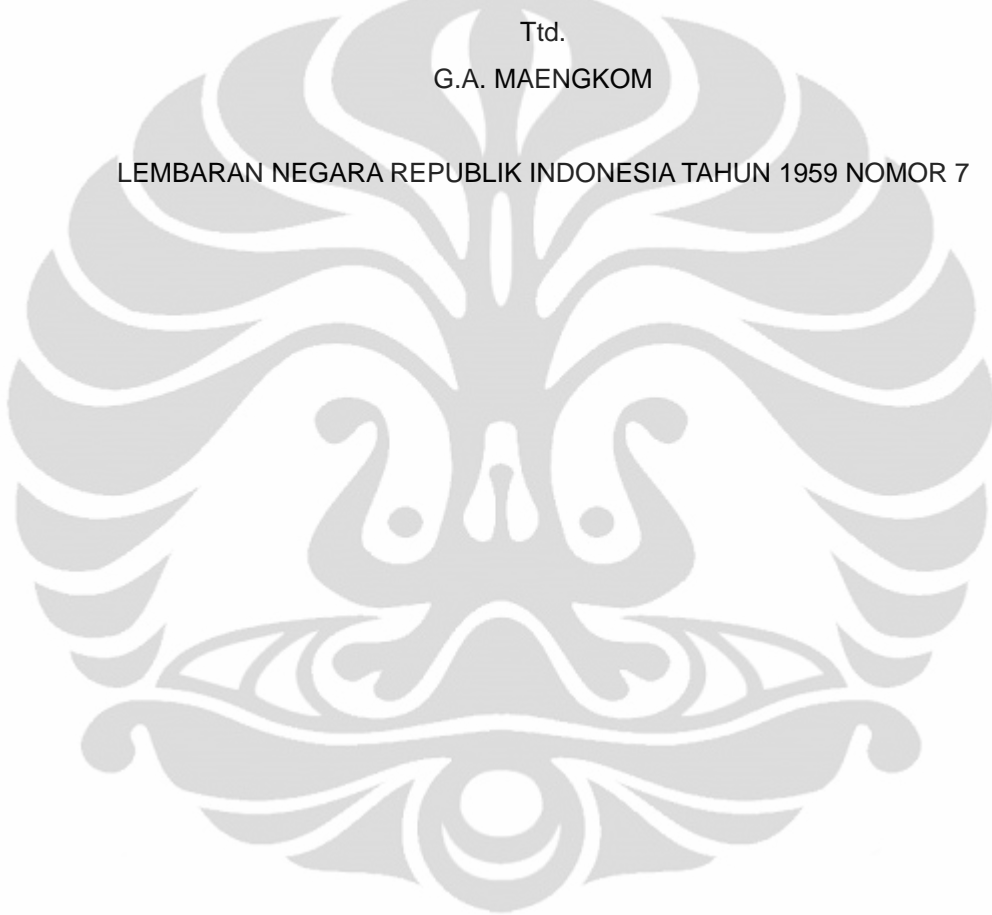 Ttd.
G.A. MAENGKOM
LEMBARAN NEGARA REPUBLIK INDONESIA TAHUN 1959 NOMOR 7